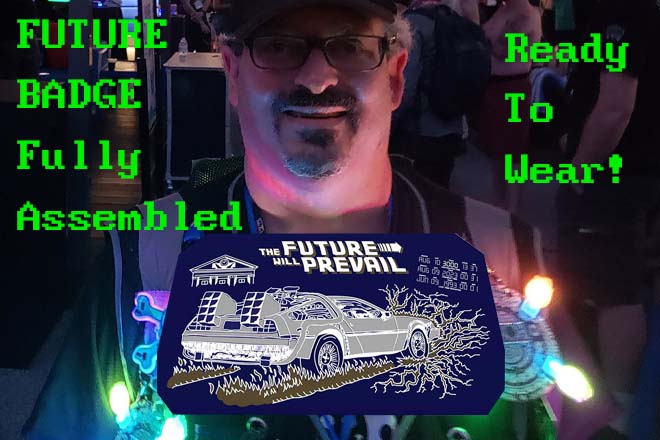 FUTURE
BADGE
Fully
Assembled
Ready
To
Wear!
THE FUTURE
WILL PREVAIL